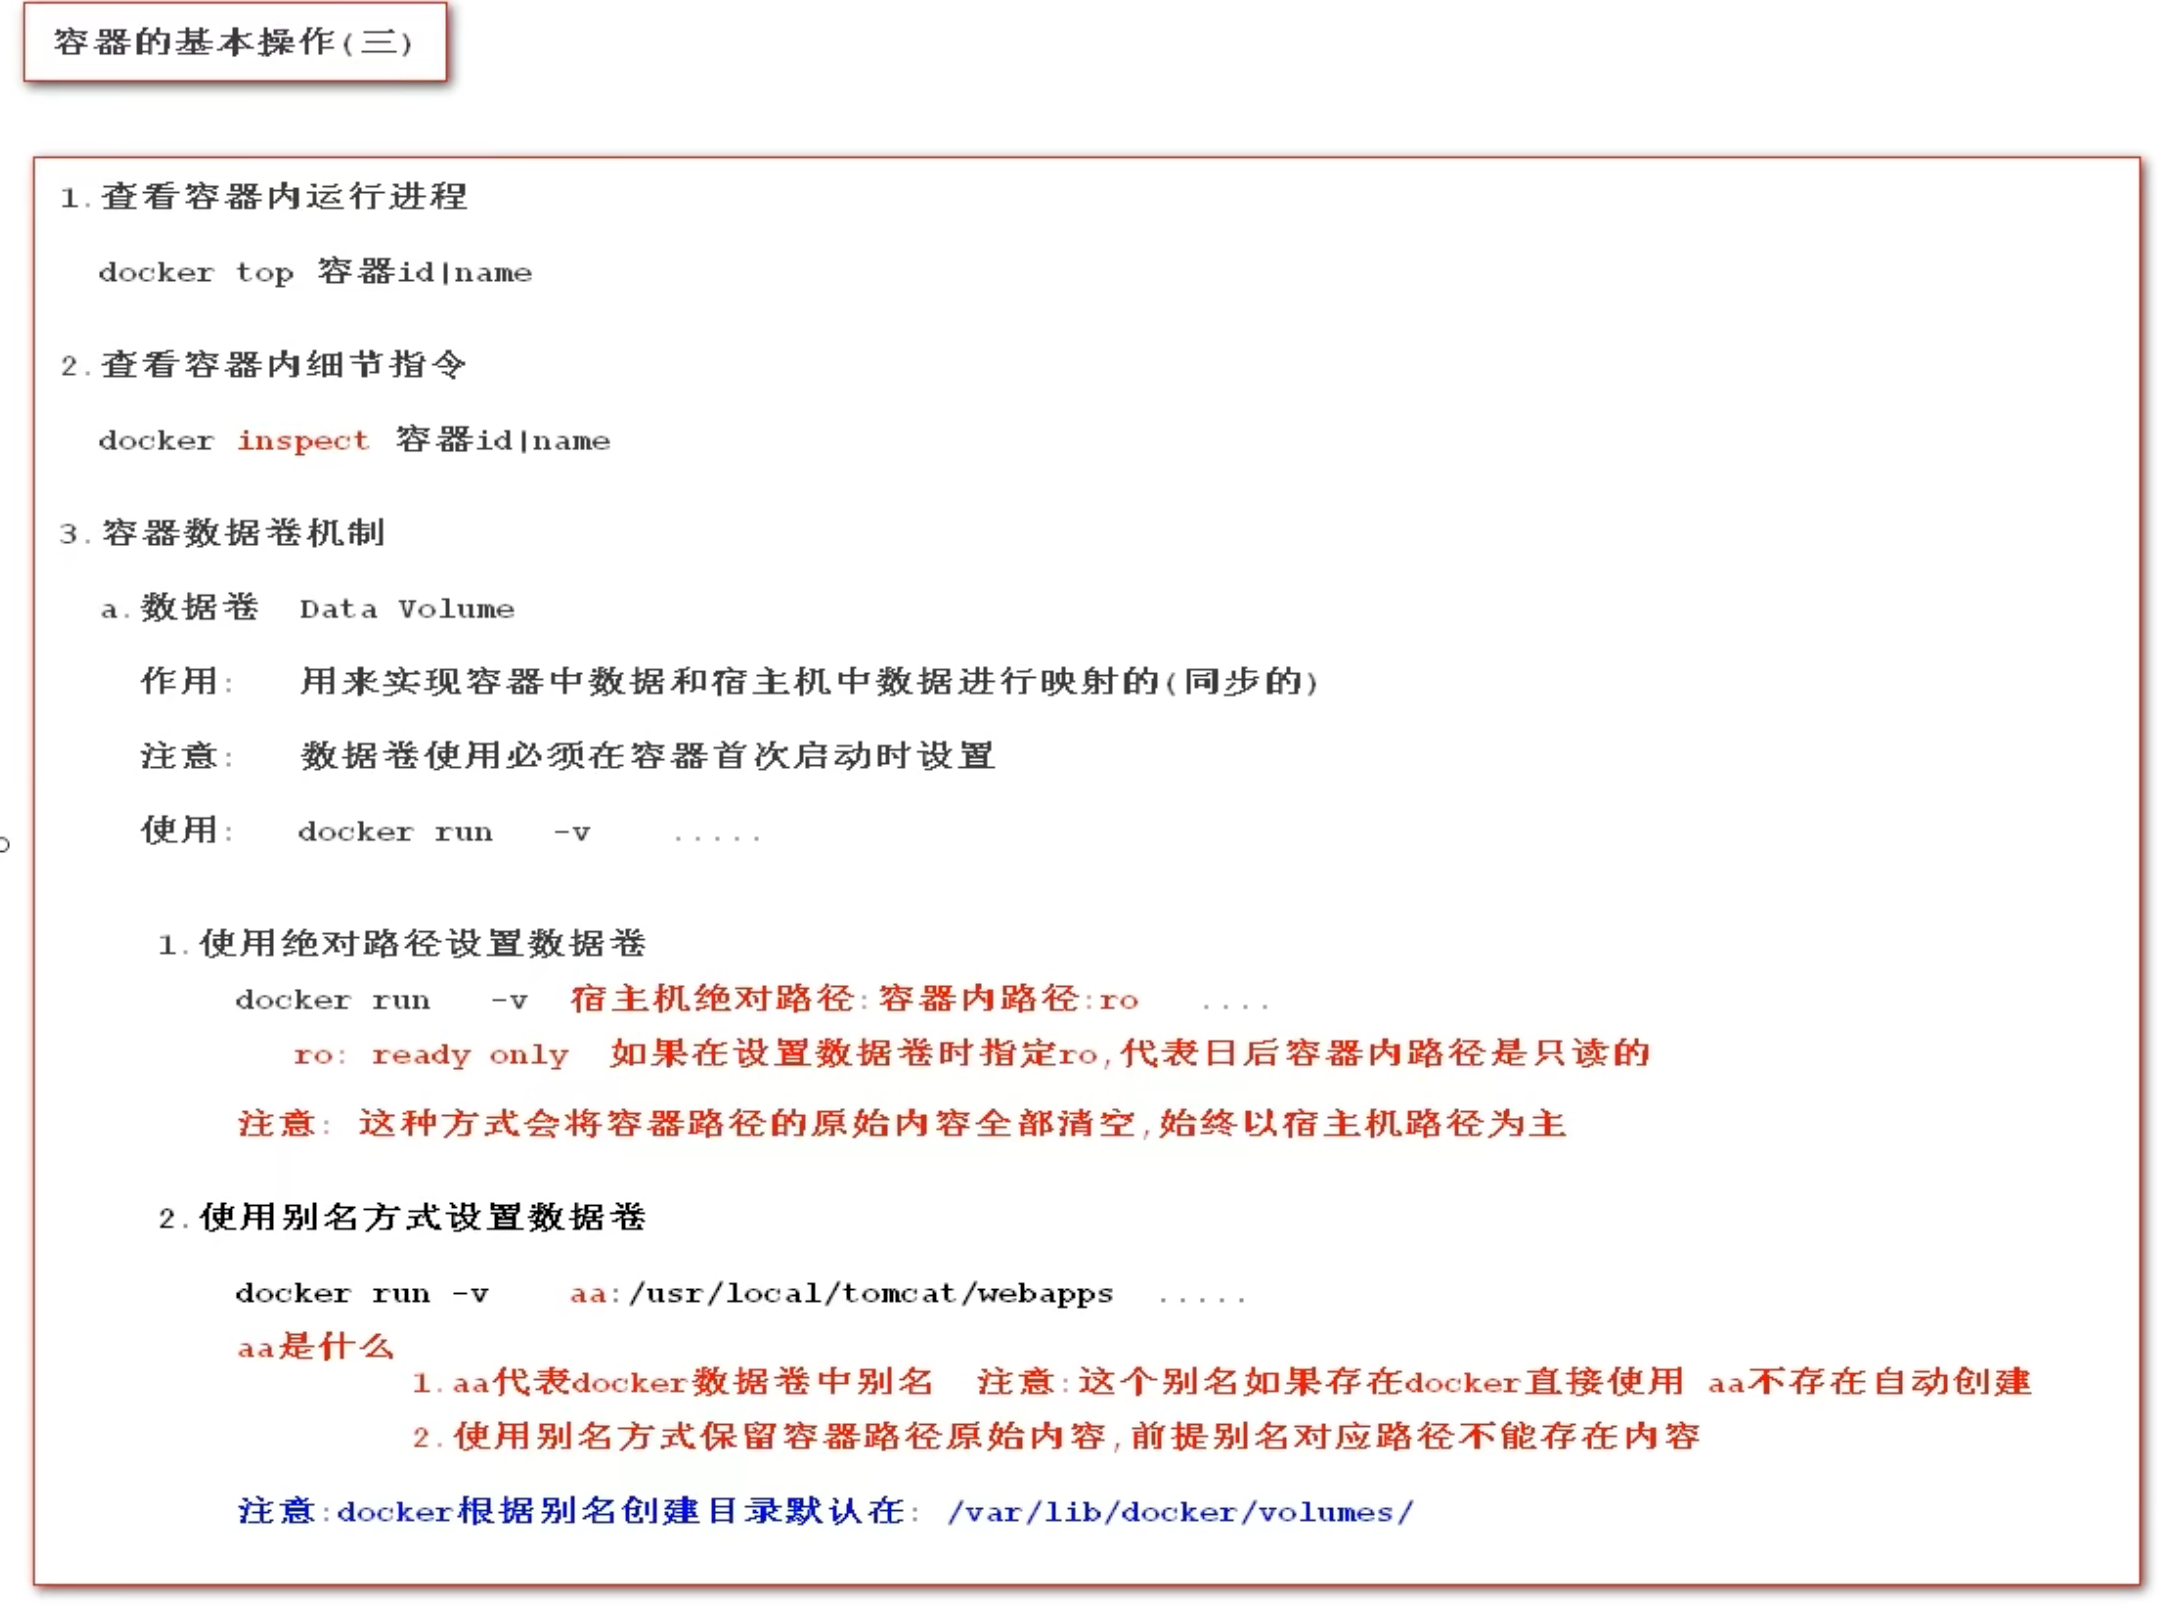 容器的基本操作(三)
1.查看容器内运行进程
docker top 容器id|name
2.查看容器内细节指令
docker inspect 容器id|name
3.容器数据卷机制
a.数据卷 Data Volume
作用: 用来实现容器中数据和宿主机中数据进行映射的(同步的)
注意: 数据卷使用必须在容器首次启动时设置
使用: docker run -v .....
1.使用绝对路径设置数据卷
docker run -v 宿主机绝对路径:容器内路径:ro ....
ro: ready only 如果在设置数据卷时指定ro,代表日后容器内路径是只读的
注意: 这种方式会将容器路径的原始内容全部清空,始终以宿主机路径为主
2.使用别名方式设置数据卷
docker run -v aa:/usr/local/tomcat/webapps .....
aa是什么
1.aa代表docker数据卷中别名 注意:这个别名如果存在docker直接使用 aa不存在自动创建
2.使用别名方式保留容器路径原始内容,前提别名对应路径不能存在内容
注意:docker根据别名创建目录默认在: /var/lib/docker/volumes/